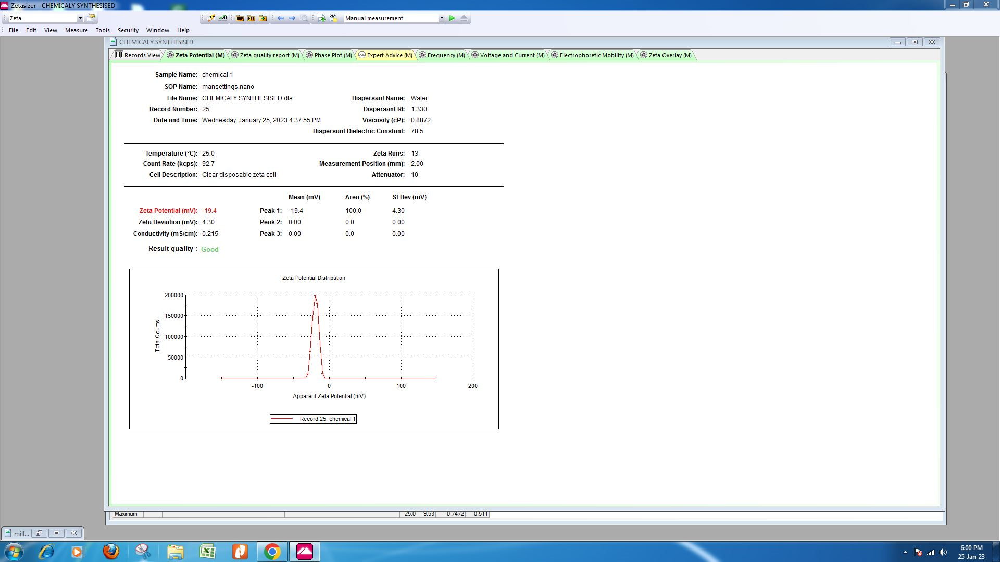 Zetasizer - CHEMICALY SYNTHESISED
Zeta
MPT pH SOP DTS Manual measurement
File Edit View Measure Tools Security Window Help
CHEMICALY SYNTHESISED
Records View Zeta Potential (M) Zeta quality report (M) Phase Plot (M) Expert Advice (M) Frequency (M) Voltage and Current (M) Electrophoretic Mobility (M) Zeta Overlay (M)
Sample Name: chemical 1
SOP Name: mansettings.nano
File Name: CHEMICALY SYNTHESISED.dts Dispersant Name: Water
Record Number: 25 Dispersant RI: 1.330
Date and Time: Wednesday, January 25, 2023 4:37:55 PM Viscosity (cP): 0.8872
Dispersant Dielectric Constant: 78.5
Temperature (°C): 25.0 Zeta Runs: 13
Count Rate (kcps): 92.7 Measurement Position (mm): 2.00
Cell Description: Clear disposable zeta cell Attenuator: 10
Mean (mV) Area (%) St Dev (mV)
Zeta Potential (mV): -19.4 Peak 1: -19.4 100.0 4.30
Zeta Deviation (mV): 4.30 Peak 2: 0.00 0.0 0.00
Conductivity (mS/cm): 0.215 Peak 3: 0.00 0.0 0.00
Result quality : Good
Zeta Potential Distribution
200000
150000
100000
50000
0
Total Counts
-100 0 100 200
Apparent Zeta Potential (mV)
Record 25: chemical 1
Maximum 25.0 -9.53 -0.7472 0.511
mill...
6:00 PM
25-Jan-23